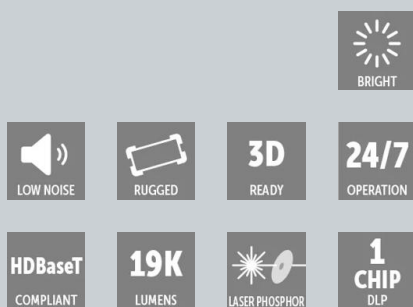 BRIGHT
LOW NOISE
RUGGED
3D
READY
24/7
OPERATION
HDBaseT
COMPLIANT
19K
LUMENS
LASER PHOSPHOR
1
CHIP
DLP